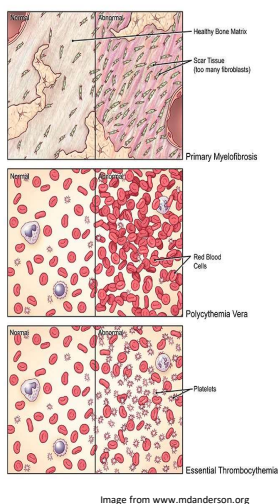 Normal Abnormal
Healthy Bone Matrix
Scar Tissue
(too many fibroblasts)
Primary Myelofibrosis
Normal Abnormal
Red Blood
Cells
Polycythemia Vera
Normal Abnormal
Platelets
Essential Thrombocythemia
Image from www.mdanderson.org